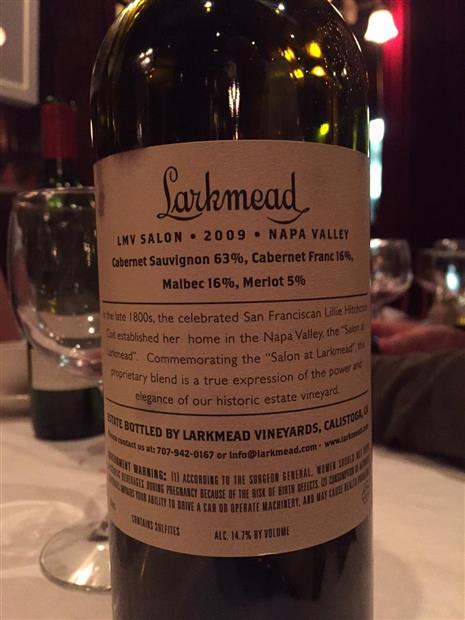 Larkmead
LMV SALON • 2009 • NAPA VALLEY
Cabernet Sauvignon 63%, Cabernet Franc 16%,
Malbec 16%, Merlot 5%
the late 1800s, the celebrated San Franciscan Lillie Hitchcock
Coit established her home in the Napa Valley, the "Salon at
Larkmead". Commemorating the "Salon at Larkmead", this
proprietary blend is a true expression of the power and
elegance of our historic estate vineyard.
ESTATE BOTTLED BY LARKMEAD VINEYARDS, CALISTOGA, CA
Please contact us at: 707-942-0167 or info@larkmead.com • www.larkmead.com
GOVERNMENT WARNING: (1) ACCORDING TO THE SURGEON GENERAL, WOMEN SHOULD NOT
BEVERAGES DURING PREGNANCY BECAUSE OF THE RISK OF BIRTH DEFECTS. (2) CONSUMPTION OF
IMPAIRS YOUR ABILITY TO DRIVE A CAR OR OPERATE MACHINERY, AND MAY CAUSE HEALTH
CONTAINS SULFITES ALC. 14.7% BY VOLUME